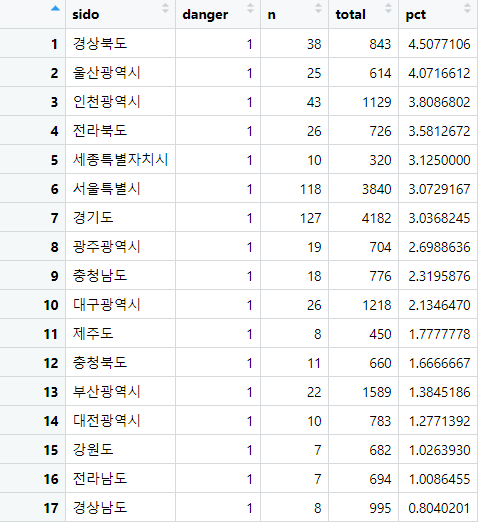 sido danger n total pct
1 경상북도 1 38 843 4.5077106
2 울산광역시 1 25 614 4.0716612
3 인천광역시 1 43 1129 3.8086802
4 전라북도 1 26 726 3.5812672
5 세종특별자치시 1 10 320 3.1250000
6 서울특별시 1 118 3840 3.0729167
7 경기도 1 127 4182 3.0368245
8 광주광역시 1 19 704 2.6988636
9 충청남도 1 18 776 2.3195876
10 대구광역시 1 26 1218 2.1346470
11 제주도 1 8 450 1.7777778
12 충청북도 1 11 660 1.6666667
13 부산광역시 1 22 1589 1.3845186
14 대전광역시 1 10 783 1.2771392
15 강원도 1 7 682 1.0263930
16 전라남도 1 7 694 1.0086455
17 경상남도 1 8 995 0.8040201